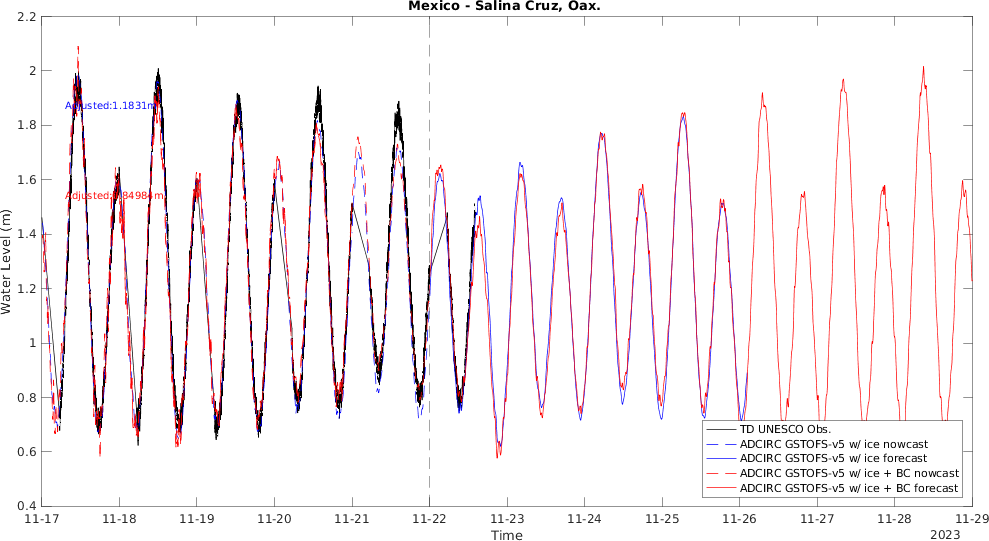 Mexico - Salina Cruz, Oax.
2.2
2
1.8
1.6
1.4
1.2
1
0.8
0.6
0.4
Water Level (m)
Adjusted:1.1831m
TD UNESCO Obs.
ADCIRC GSTOFS-v5 w/ ice nowcast
ADCIRC GSTOFS-v5 w/ ice forecast
ADCIRC GSTOFS-v5 w/ ice + BC nowcast
ADCIRC GSTOFS-v5 w/ ice + BC forecast
11-17 11-18 11-19 11-20 11-21 11-22 11-23 11-24 11-25 11-26 11-27 11-28 11-29
Time
2023